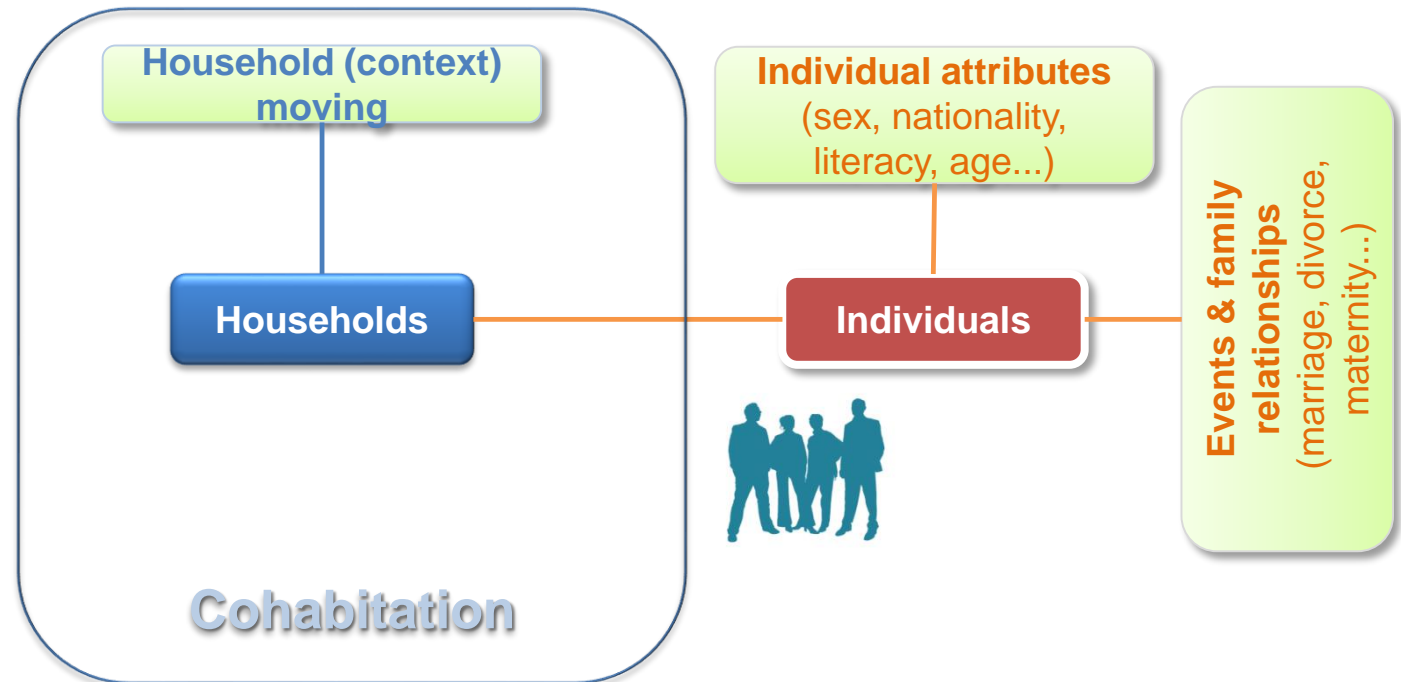 Household (context)
moving
Individual attributes
(sex, nationality,
literacy, age...)
Households
Individuals
Events & family
relationships
(marriage, divorce,
maternity...)
Cohabitation